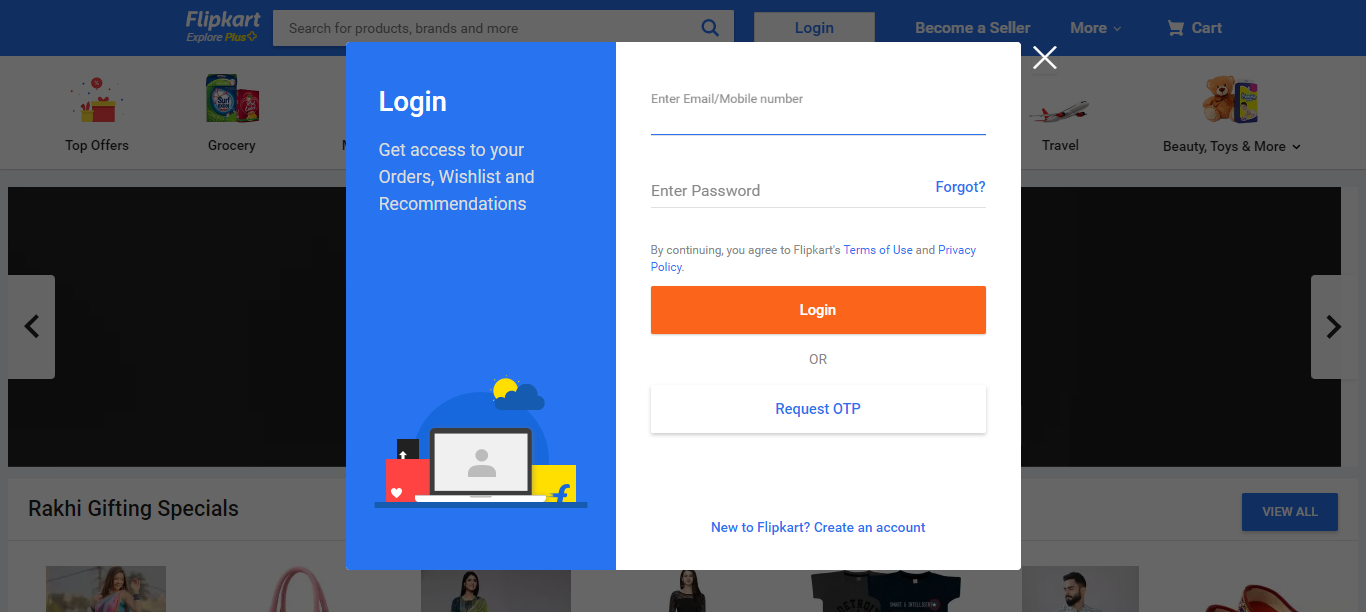 Flipkart
Explore Plus
Search for products, brands and more
Login
Become a Seller
More
Cart
Top Offers
Grocery
Travel
Beauty, Toys & More
Login
Get access to your
Orders, Wishlist and
Recommendations
Enter Email/Mobile number
Enter Password
Forgot?
By continuing, you agree to Flipkart's Terms of Use and Privacy
Policy.
Login
OR
Request OTP
New to Flipkart? Create an account
Rakhi Gifting Specials
VIEW ALL